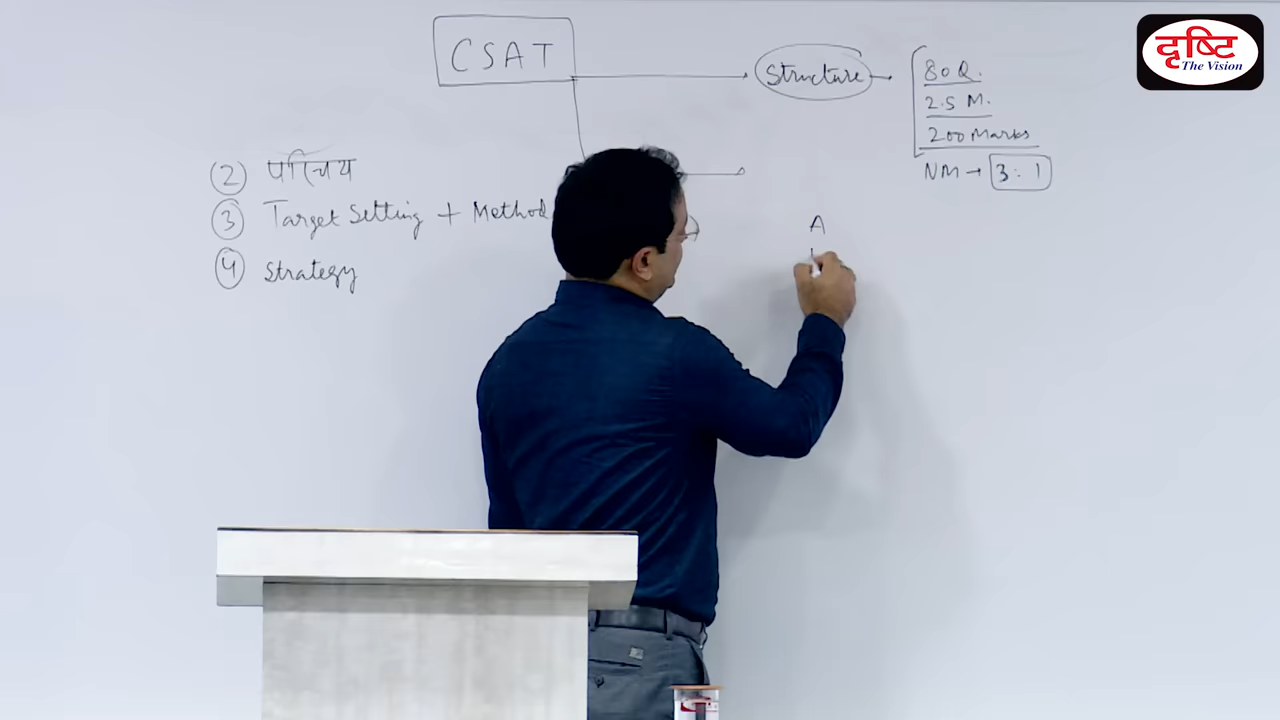 CSAT
Structure
80 Q.
2.5 M.
200 Marks
NM → 3 : 1
② परिचय
③ Target Setting + Method
④ Strategy
A
दृष्टि
The Vision